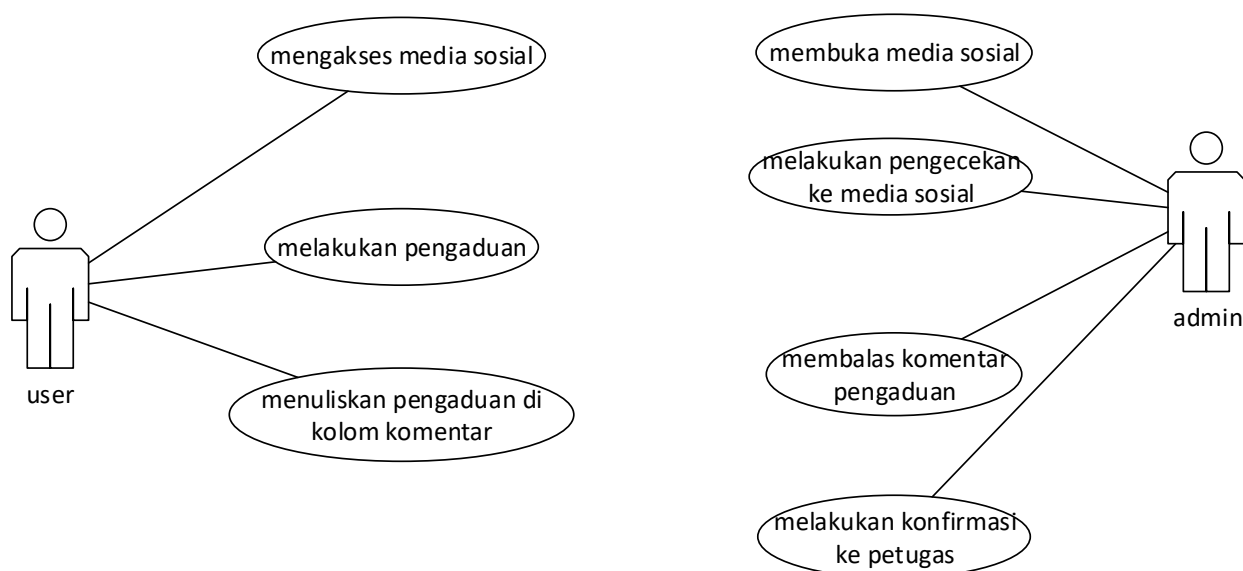 mengakses media sosial
melakukan pengaduan
menuliskan pengaduan di
kolom komentar
user
membuka media sosial
melakukan pengecekan
ke media sosial
membalas komentar
pengaduan
melakukan konfirmasi
ke petugas
admin